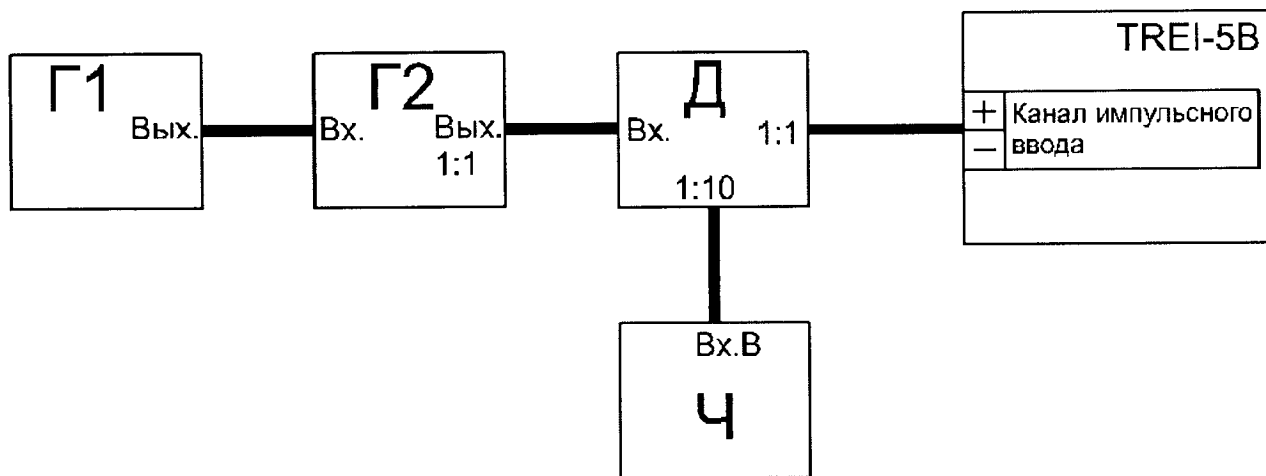 TREI-5B
Г1
Вых.
Г2
Вх.
Вых.
1:1
Д
Вх.
1:1
1:10
+
−
Канал импульсного
ввода
Вх.В
Ч